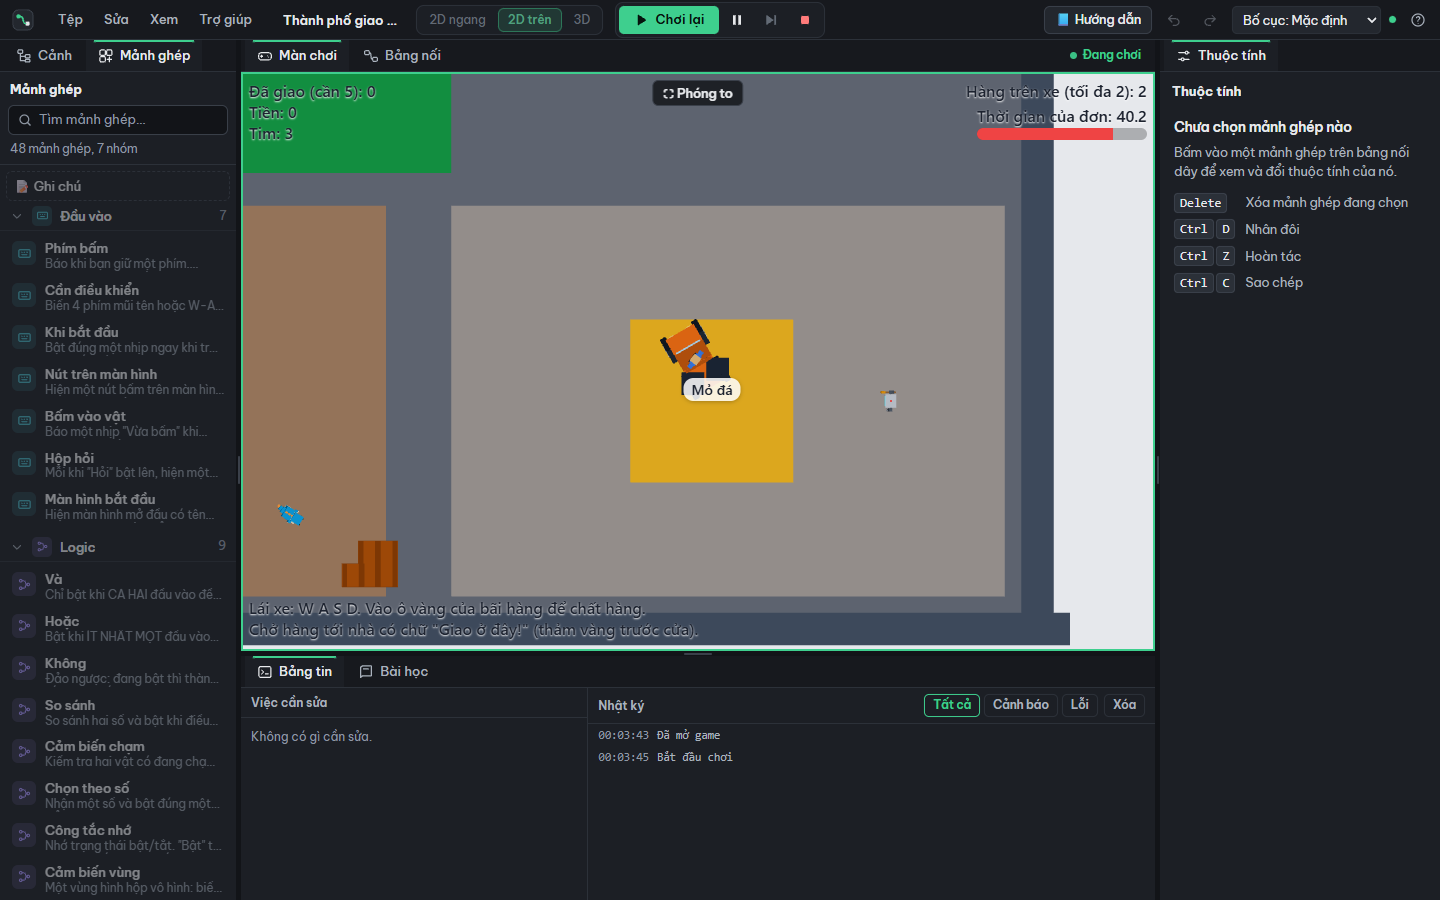 Tệp Sửa Xem Trợ giúp Thành phố giao ... 2D ngang 2D trên 3D Chơi lại Hướng dẫn Bố cục: Mặc định
Cảnh Mảnh ghép
Mảnh ghép
Tìm mảnh ghép...
48 mảnh ghép, 7 nhóm
Ghi chú
Đầu vào 7
Phím bấm
Báo khi bạn giữ một phím....
Cần điều khiển
Biến 4 phím mũi tên hoặc W-A...
Khi bắt đầu
Bật đúng một nhịp ngay khi tr...
Nút trên màn hình
Hiện một nút bấm trên màn hìn...
Bấm vào vật
Báo một nhịp "Vừa bấm" khi...
Hộp hỏi
Mỗi khi "Hỏi" bật lên, hiện một...
Màn hình bắt đầu
Hiện màn hình mở đầu có tên...
Logic 9
Và
Chỉ bật khi CẢ HAI đầu vào đề...
Hoặc
Bật khi ÍT NHẤT MỘT đầu vào...
Không
Đảo ngược: đang bật thì thàn...
So sánh
So sánh hai số và bật khi điều...
Cảm biến chạm
Kiểm tra hai vật có đang chạ...
Chọn theo số
Nhận một số và bật đúng một...
Công tắc nhớ
Nhớ trạng thái bật/tắt. "Bật" t...
Cảm biến vùng
Một vùng hình hộp vô hình: biế...
Màn chơi Bảng nối Đang chơi
Đã giao (cần 5): 0
Tiền: 0
Tim: 3
Phóng to
Hàng trên xe (tối đa 2): 2
Thời gian của đơn: 40.2
Mỏ đá
Lái xe: W A S D. Vào ô vàng của bãi hàng để chất hàng.
Chở hàng tới nhà có chữ "Giao ở đây!" (thảm vàng trước cửa).
Bảng tin Bài học
Việc cần sửa
Không có gì cần sửa.
Nhật ký Tất cả Cảnh báo Lỗi Xóa
00:03:43 Đã mở game
00:03:45 Bắt đầu chơi
Thuộc tính
Thuộc tính
Chưa chọn mảnh ghép nào
Bấm vào một mảnh ghép trên bảng nối
dây để xem và đổi thuộc tính của nó.
Delete Xóa mảnh ghép đang chọn
Ctrl D Nhân đôi
Ctrl Z Hoàn tác
Ctrl C Sao chép